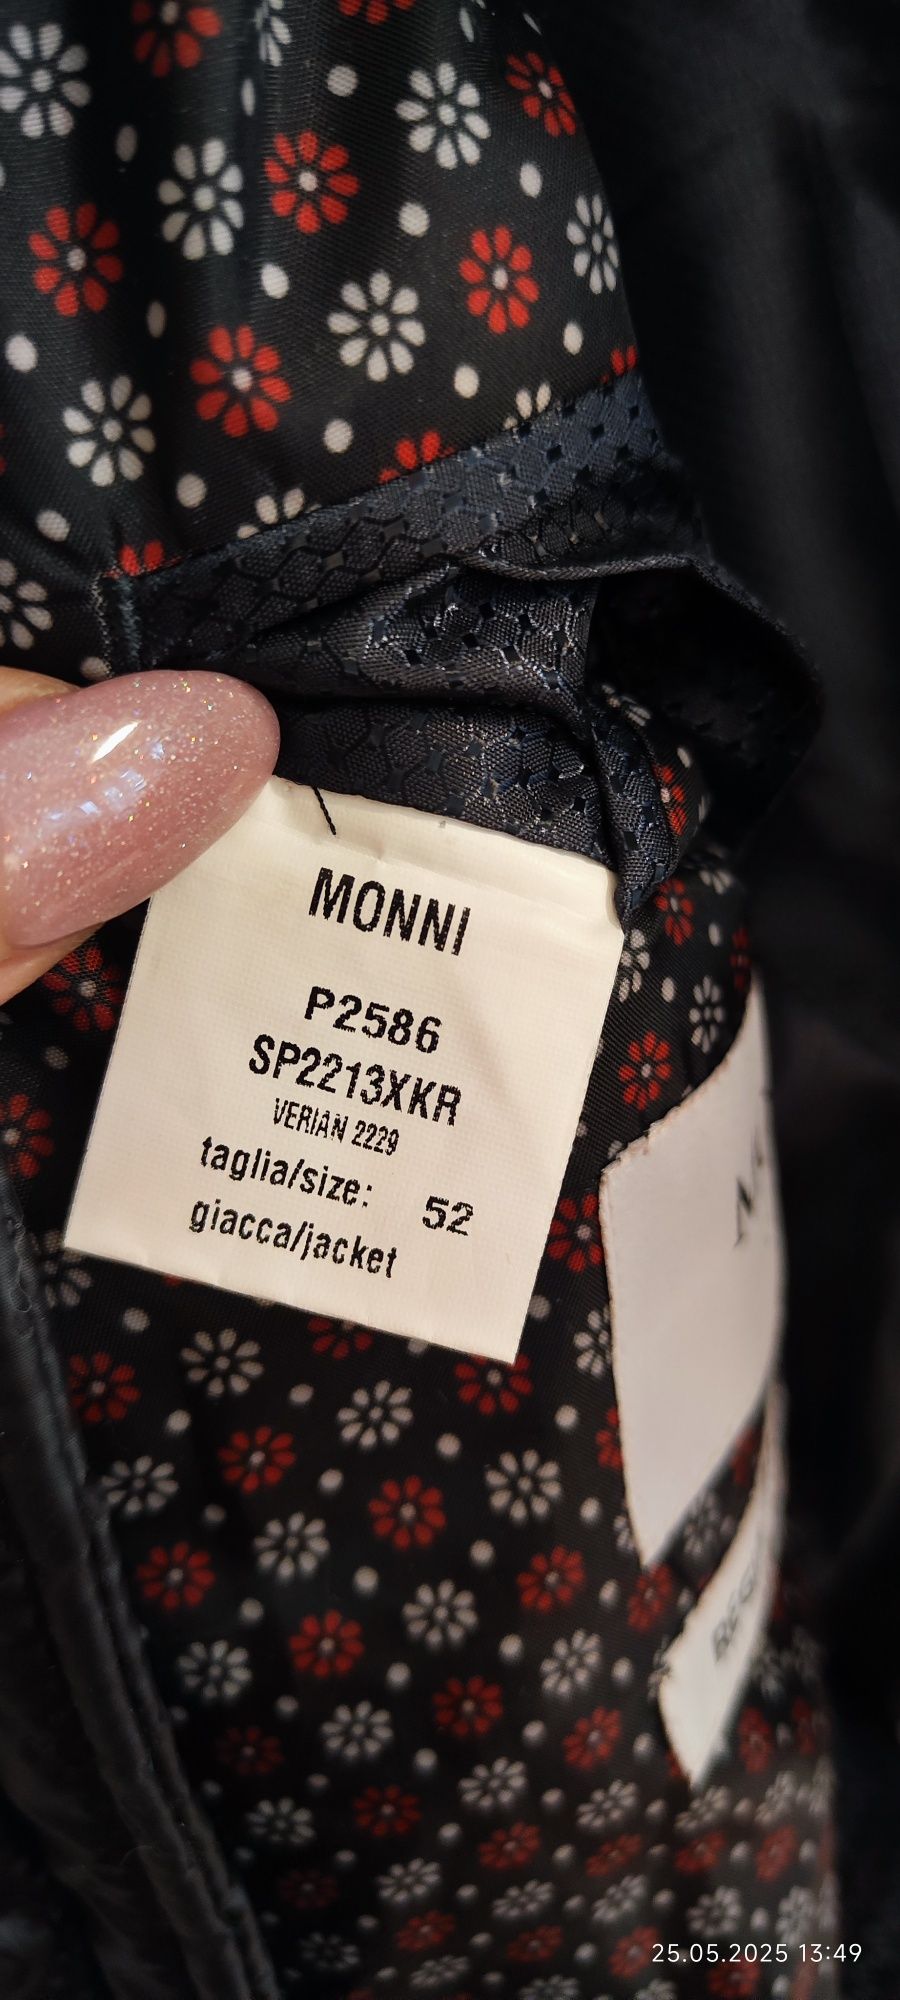 MONNI
P2586
SP2213XKR
VERIAN 2229
taglia/size: 52
giacca/jacket
25.05.2025 13:49